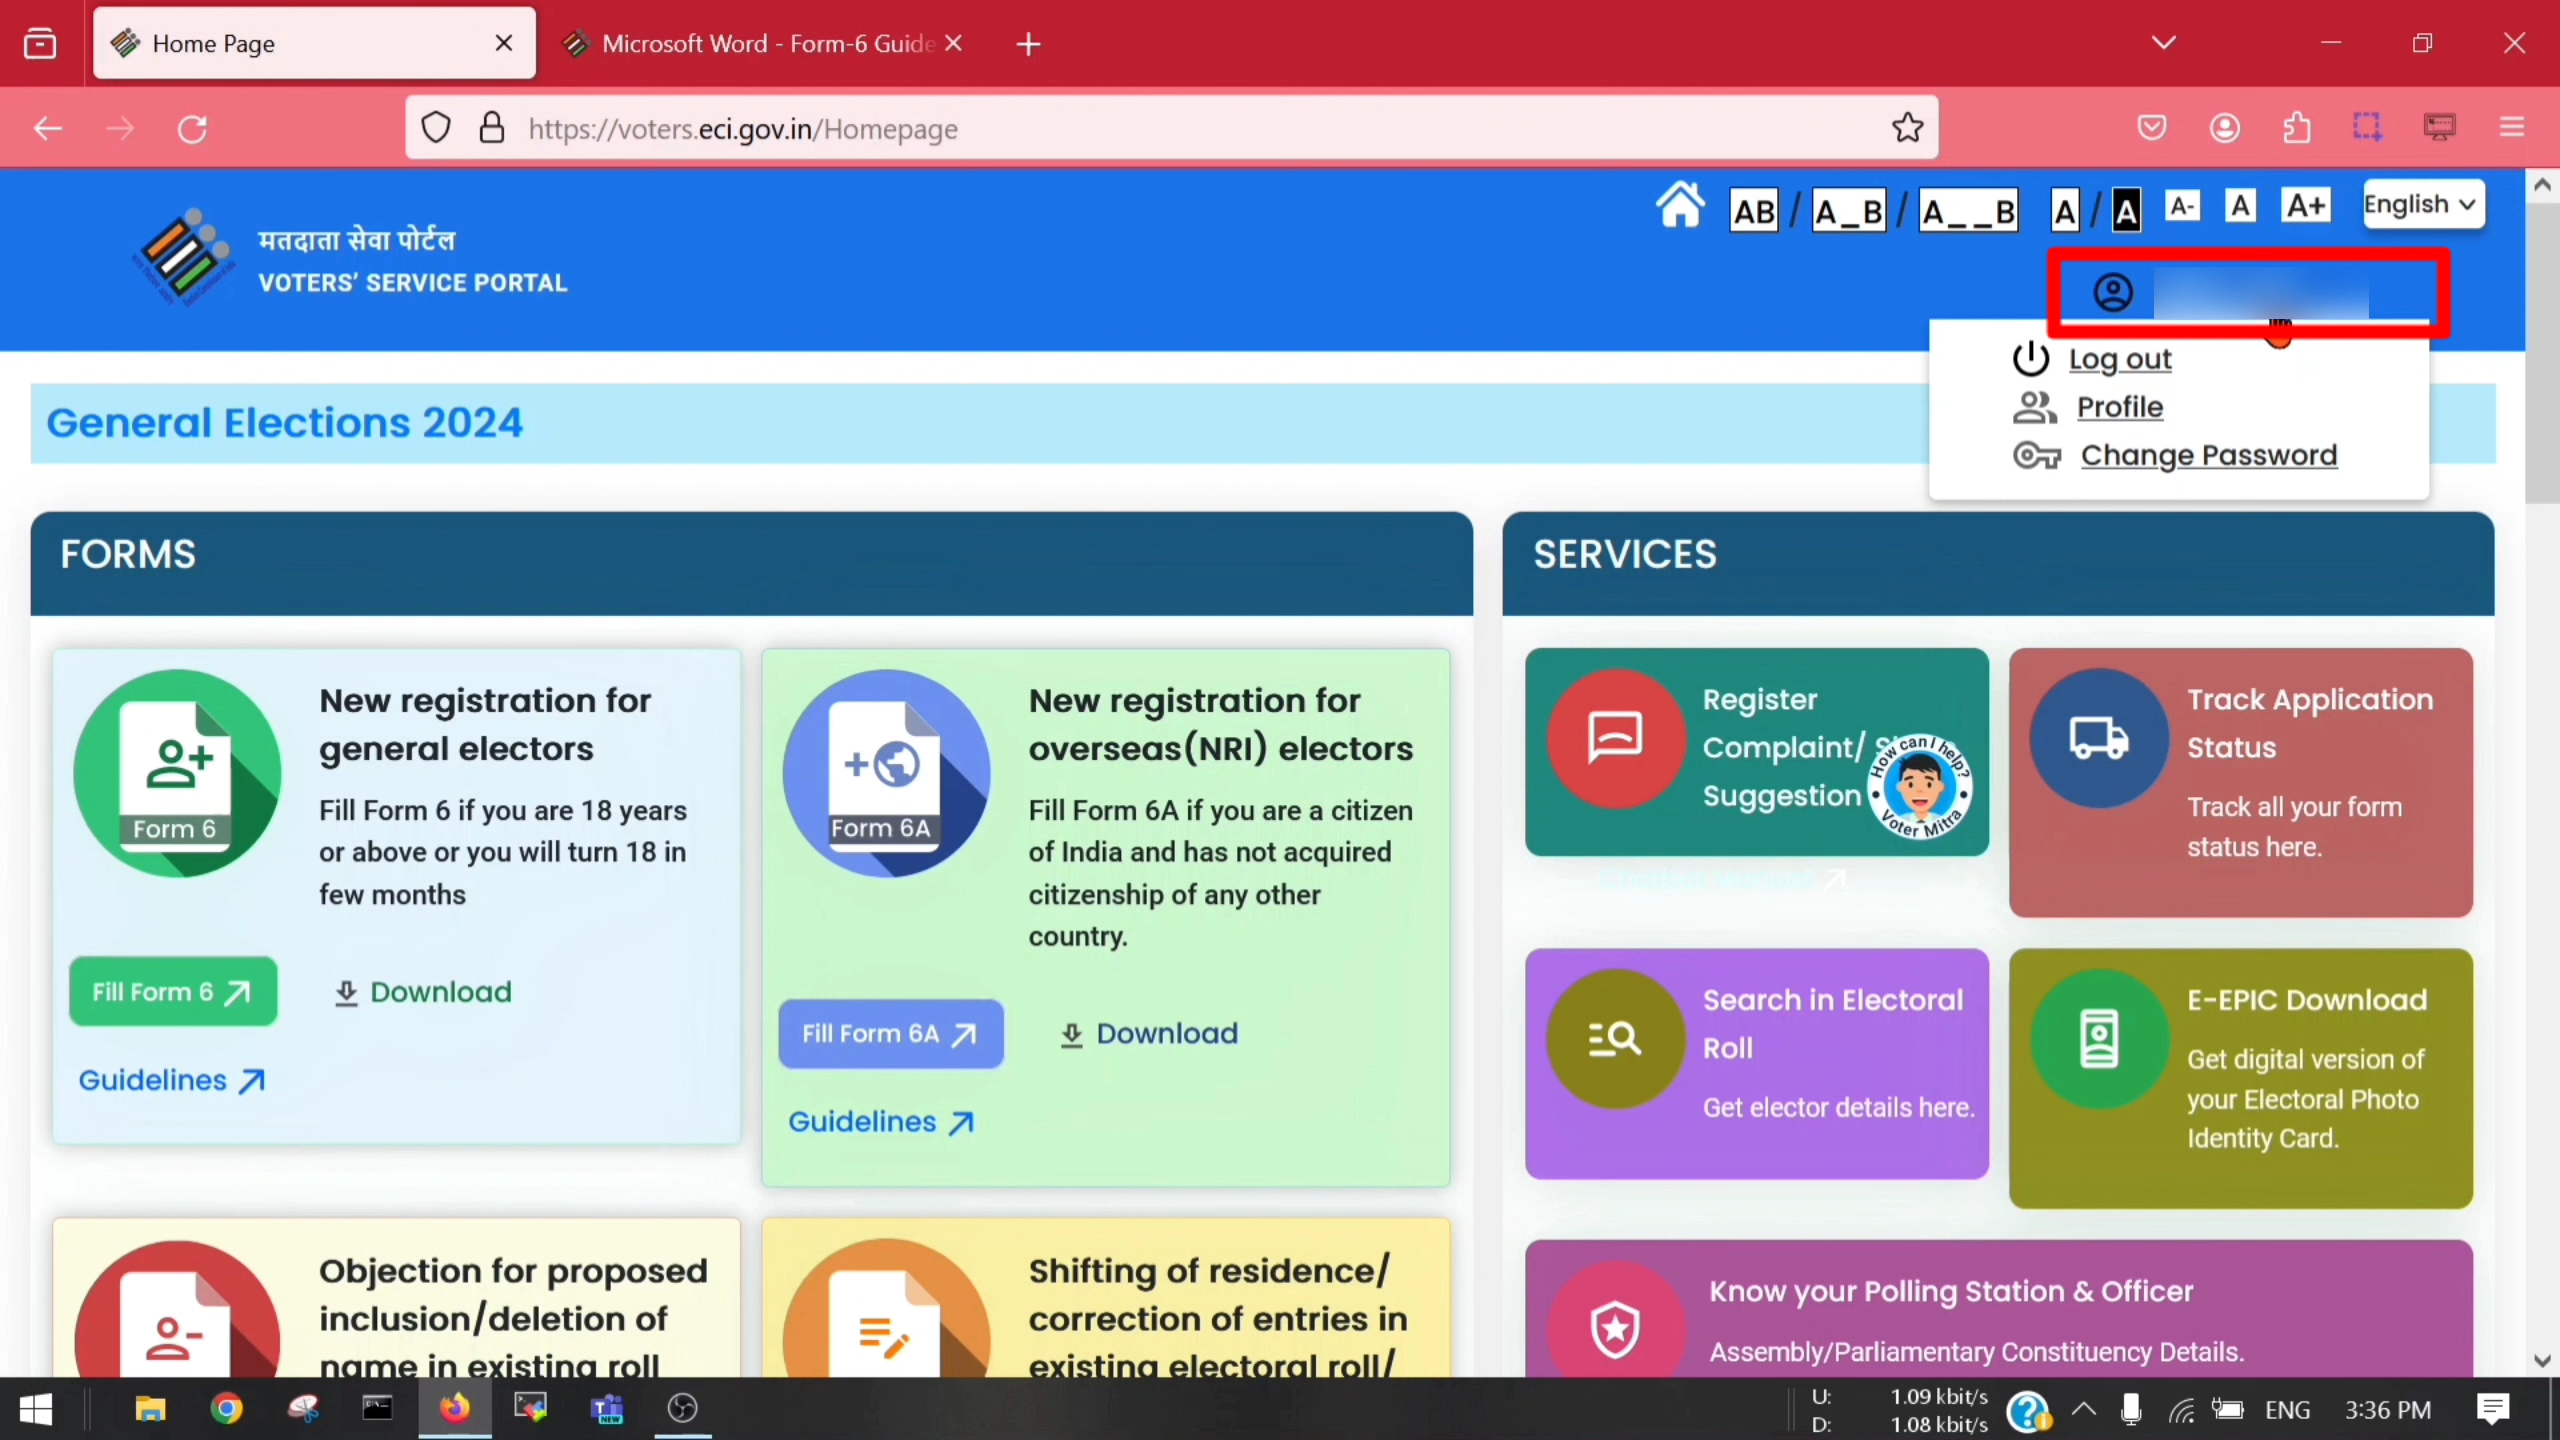 Home Page
Microsoft Word - Form-6 Guide
https://voters.eci.gov.in/Homepage
AB / A_B / A__B A / A A- A A+ English
मतदाता सेवा पोर्टल
VOTERS’ SERVICE PORTAL
Log out
Profile
Change Password
General Elections 2024
FORMS
New registration for
general electors
Fill Form 6 if you are 18 years
or above or you will turn 18 in
few months
Form 6
Fill Form 6
Download
Guidelines
New registration for
overseas(NRI) electors
Fill Form 6A if you are a citizen
of India and has not acquired
citizenship of any other
country.
Form 6A
Fill Form 6A
Download
Guidelines
Objection for proposed
inclusion/deletion of
name in existing roll
Shifting of residence/
correction of entries in
existing electoral roll/
SERVICES
Register
Complaint/
Suggestion
How can I help?
Voter Mitra
Track Application
Status
Track all your form
status here.
Search in Electoral
Roll
Get elector details here.
E-EPIC Download
Get digital version of
your Electoral Photo
Identity Card.
Know your Polling Station & Officer
Assembly/Parliamentary Constituency Details.
NEW
U: 1.09 kbit/s
D: 1.08 kbit/s
ENG
3:36 PM